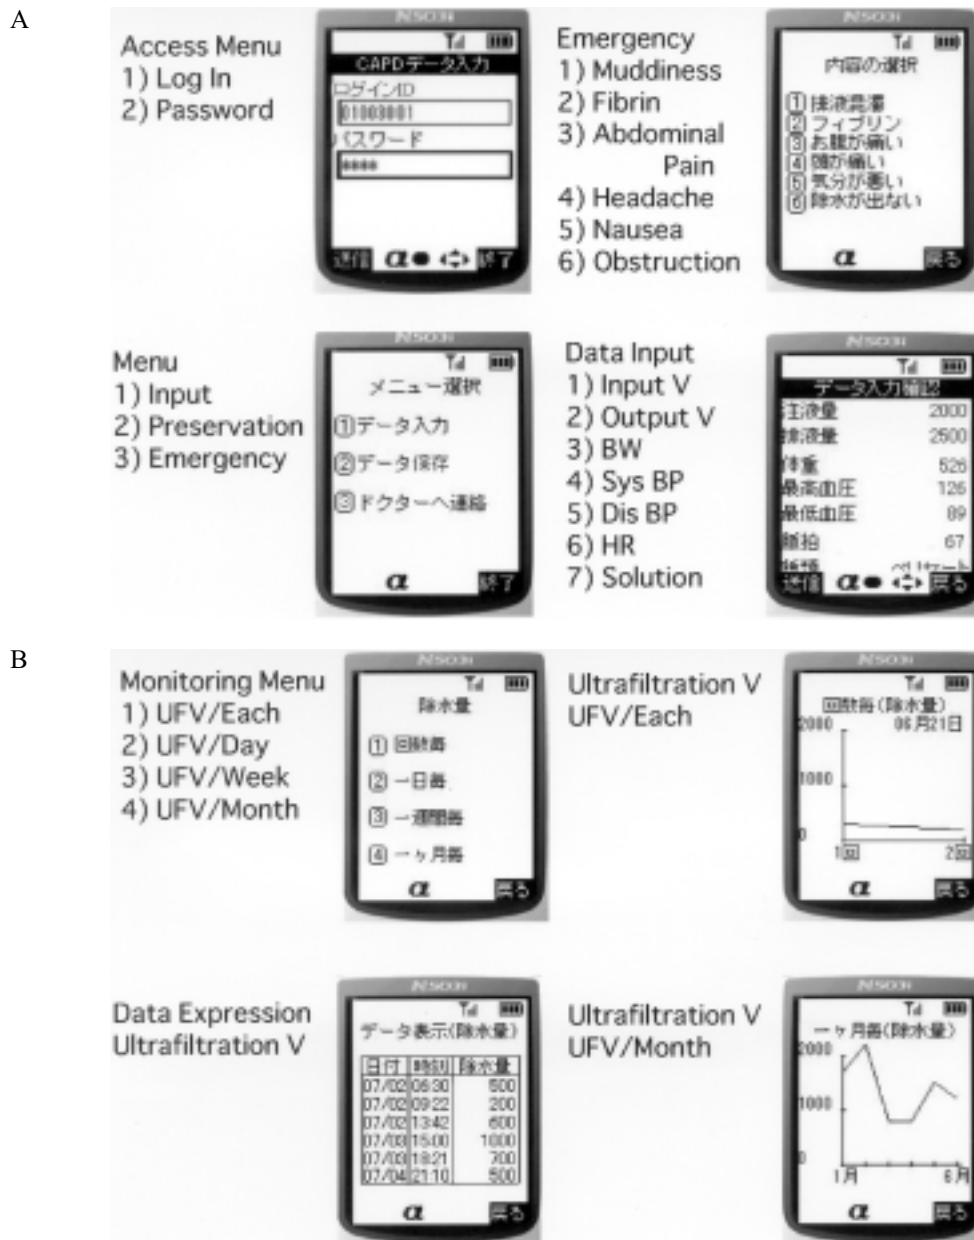 A
NSO3i
Access Menu
1) Log In
2) Password
CAPDデータ入力
ログインID
01003001
パスワード
****
送信 α 終了
NSO3i
Emergency
1) Muddiness
2) Fibrin
3) Abdominal
Pain
4) Headache
5) Nausea
6) Obstruction
内容の選択
1 排液混濁
2 フィブリン
3 お腹が痛い
4 頭が痛い
5 気分が悪い
6 除水が出ない
α 戻る
Menu
1) Input
2) Preservation
3) Emergency
メニュー選択
1 データ入力
2 データ保存
3 ドクターへ連絡
α 終了
Data Input
1) Input V
2) Output V
3) BW
4) Sys BP
5) Dis BP
6) HR
7) Solution
データ入力確認
注液量 2000
排液量 2500
体重 526
最高血圧 126
最低血圧 89
脈拍 67
送信 α 戻る
B
Monitoring Menu
1) UFV/Each
2) UFV/Day
3) UFV/Week
4) UFV/Month
除水量
1 回数毎
2 一日毎
3 一週間毎
4 一ヶ月毎
α 戻る
Ultrafiltration V
UFV/Each
回数毎(除水量)
2000 06月21日
1000
0
1回 2回
α 戻る
Data Expression
Ultrafiltration V
データ表示(除水量)
日付 時刻 除水量
07/02 06:30 500
07/02 09:22 200
07/02 13:42 600
07/03 15:00 1000
07/03 18:21 700
07/04 21:10 500
α 戻る
Ultrafiltration V
UFV/Month
一ヶ月毎(除水量)
2000
1000
0
1月 6月
α 戻る